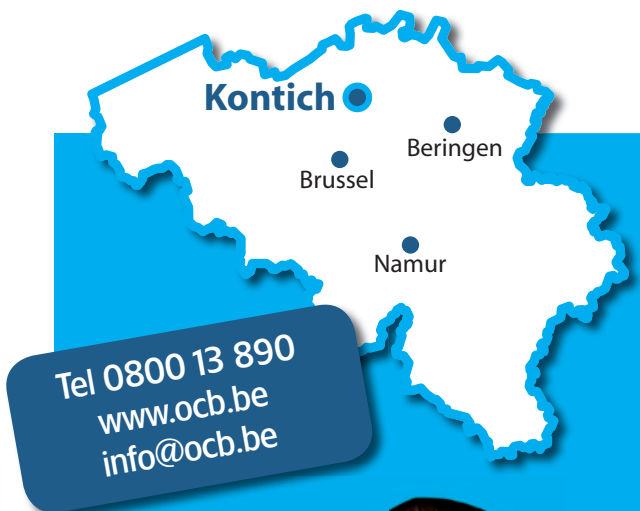 Kontich
Beringen
Brussel
Namur
Tel 0800 13 890
www.ocb.be
info@ocb.be